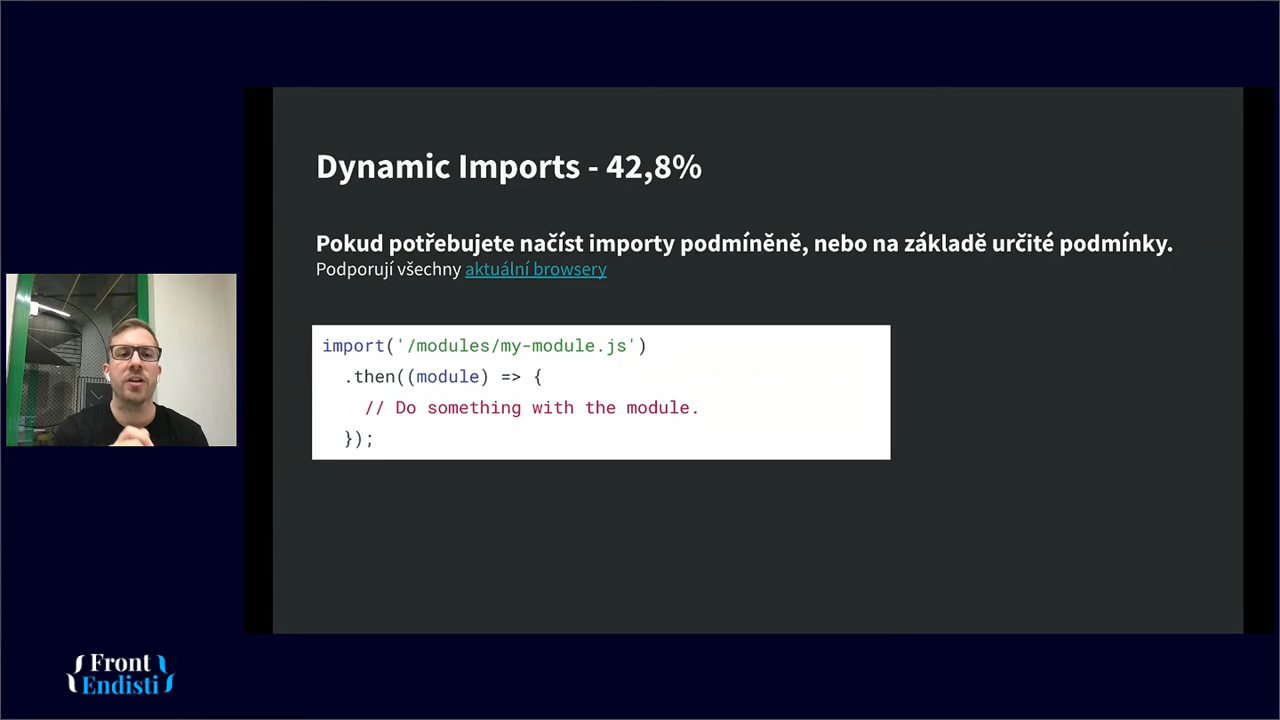 Dynamic Imports - 42,8%
Pokud potřebujete načíst importy podmíněně, nebo na základě určité podmínky.
Podporují všechny aktuální browsery
import('/modules/my-module.js')
.then((module) => {
// Do something with the module.
});
Front
Endisti